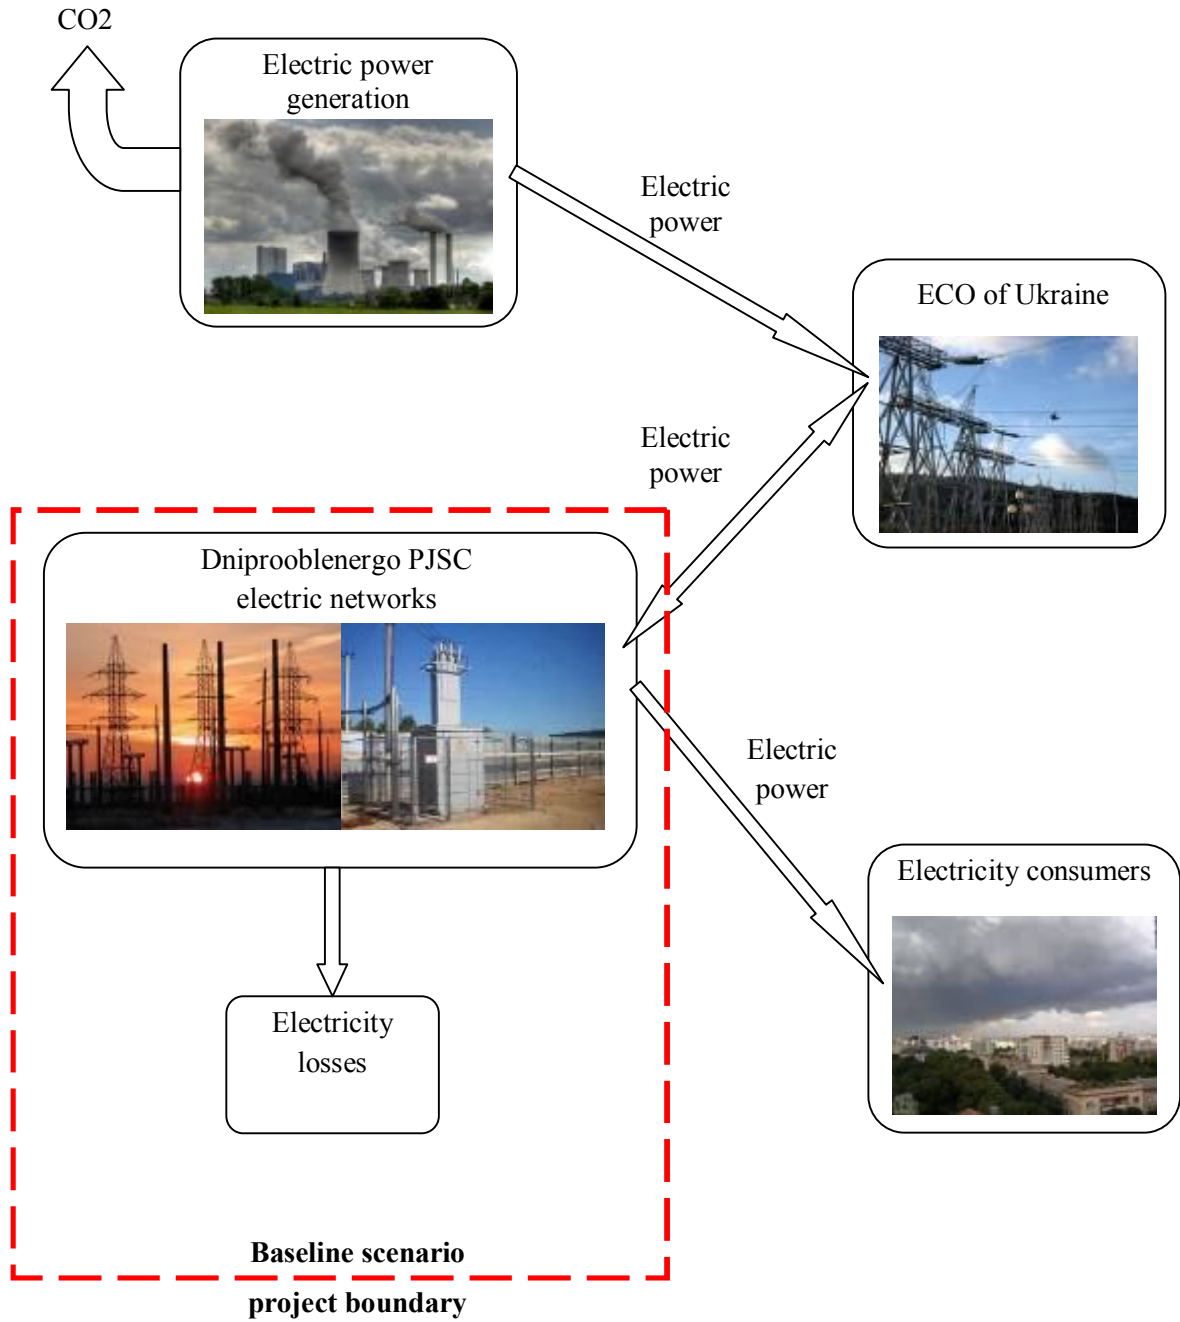 CO2
Electric power
generation
Electric
power
ECO of Ukraine
Electric
power
Dniprooblenergo PJSC
electric networks
Electric
power
Electricity consumers
Electricity
losses
Baseline scenario
project boundary